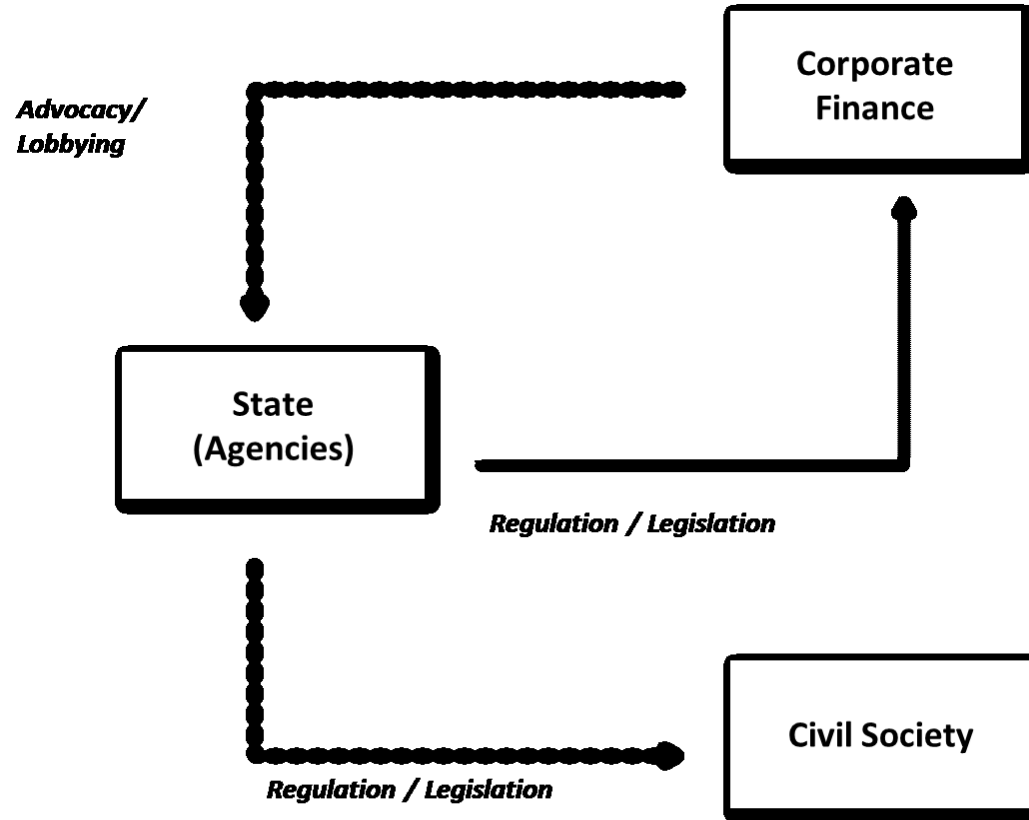 Corporate
Finance
Advocacy/
Lobbying
State
(Agencies)
Regulation / Legislation
Civil Society
Regulation / Legislation